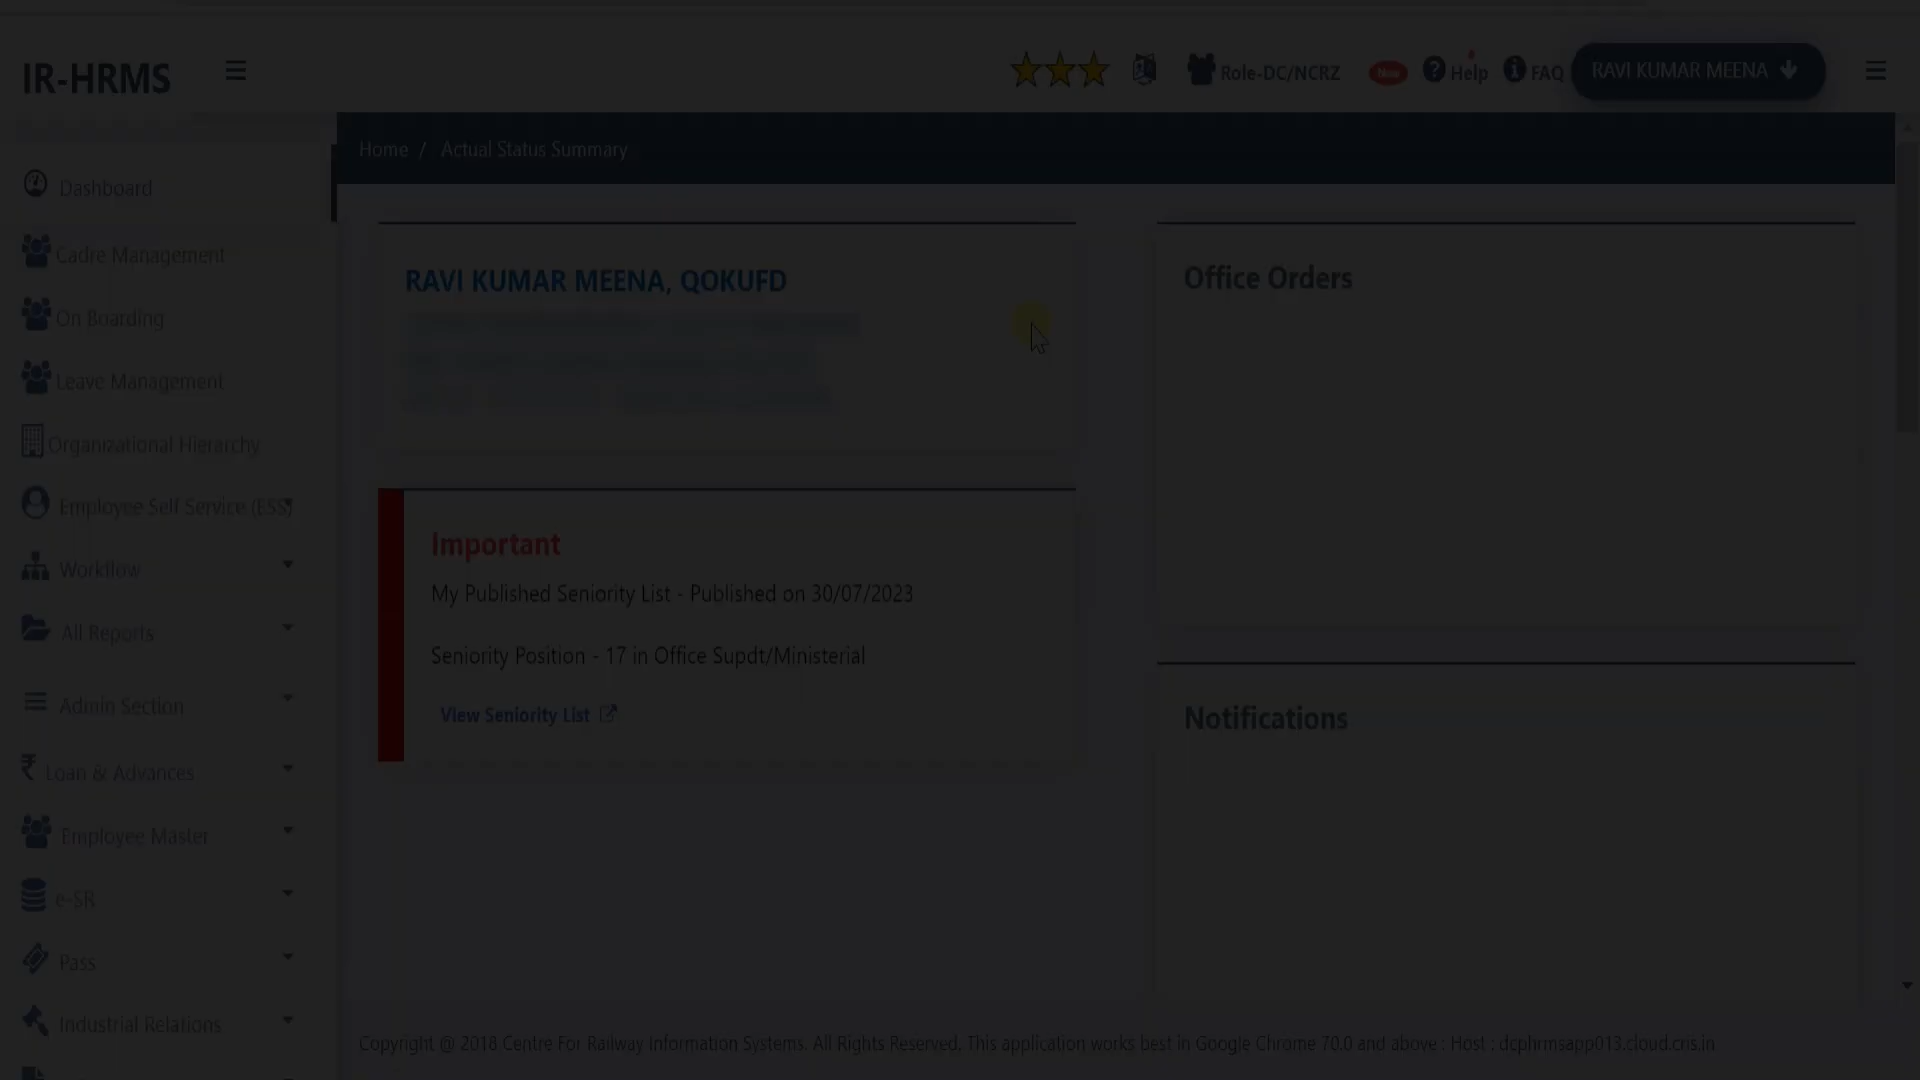 IR-HRMS
Role-DC/NCRZ
New
Help
FAQ
RAVI KUMAR MEENA
Home / Actual Status Summary
Dashboard
Cadre Management
On Boarding
Leave Management
Organizational Hierarchy
Employee Self Service (ESS)
Workflow
All Reports
Admin Section
Loan & Advances
Employee Master
e-SR
Pass
Industrial Relations
RAVI KUMAR MEENA, QOKUFD
Important
My Published Seniority List - Published on 30/07/2023
Seniority Position - 17 in Office Supdt/Ministerial
View Seniority List
Office Orders
Notifications
Copyright @ 2018 Centre For Railway Information Systems. All Rights Reserved. This application works best in Google Chrome 70.0 and above : Host : dcphrmsapp013.cloud.cris.in